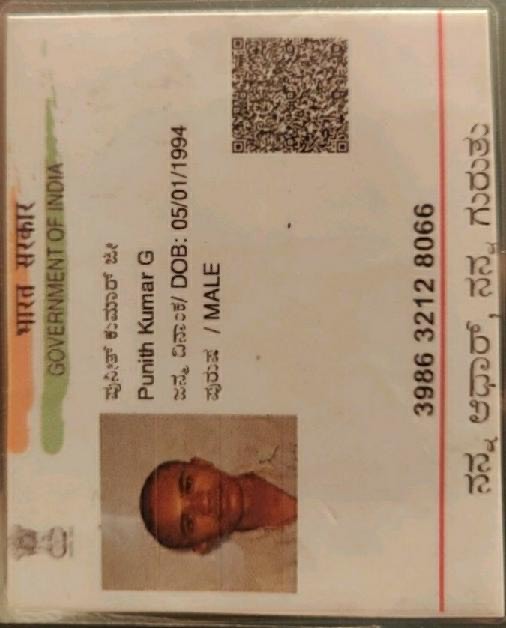 भारत सरकार
GOVERNMENT OF INDIA
ಪುನೀತ್ ಕುಮಾರ್ ಜೀ
Punith Kumar G
ಜನ್ಮ ದಿನಾಂಕ/ DOB: 05/01/1994
ಪುರುಷ / MALE
3986 3212 8066
ನನ್ನ ಆಧಾರ್, ನನ್ನ ಗುರುತು